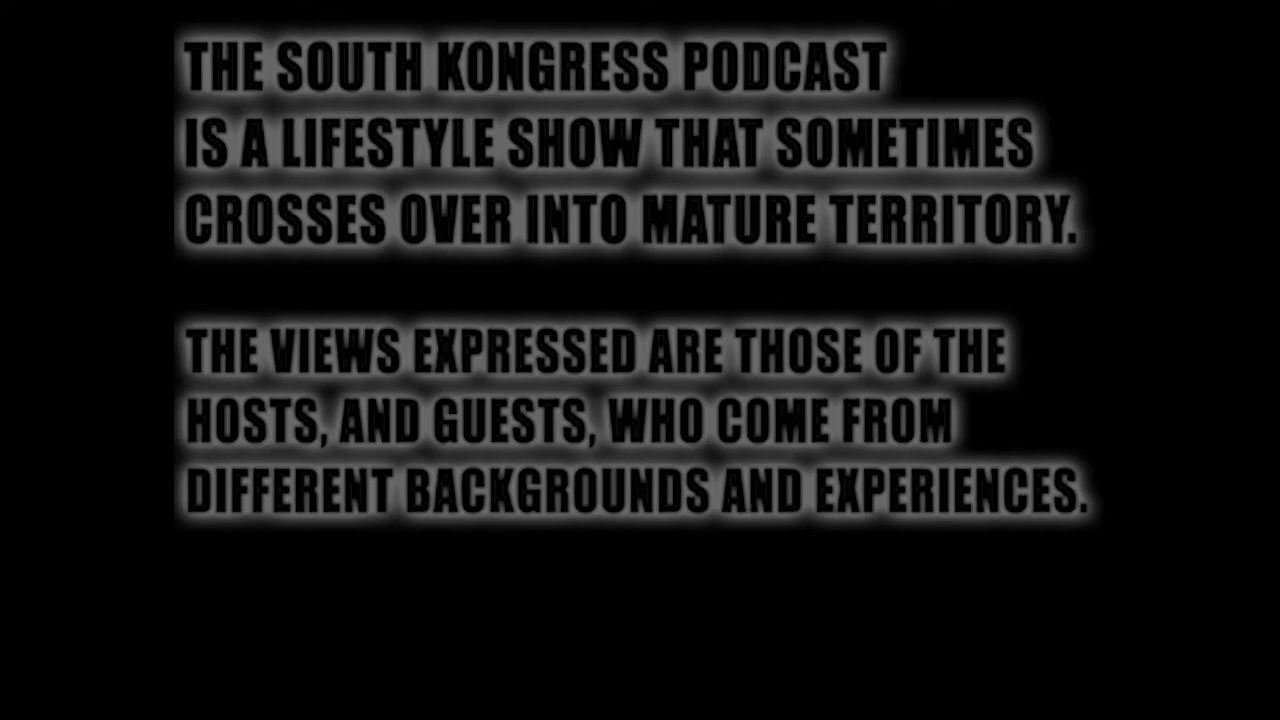 THE SOUTH KONGRESS PODCAST
IS A LIFESTYLE SHOW THAT SOMETIMES
CROSSES OVER INTO MATURE TERRITORY.
THE VIEWS EXPRESSED ARE THOSE OF THE
HOSTS, AND GUESTS, WHO COME FROM
DIFFERENT BACKGROUNDS AND EXPERIENCES.